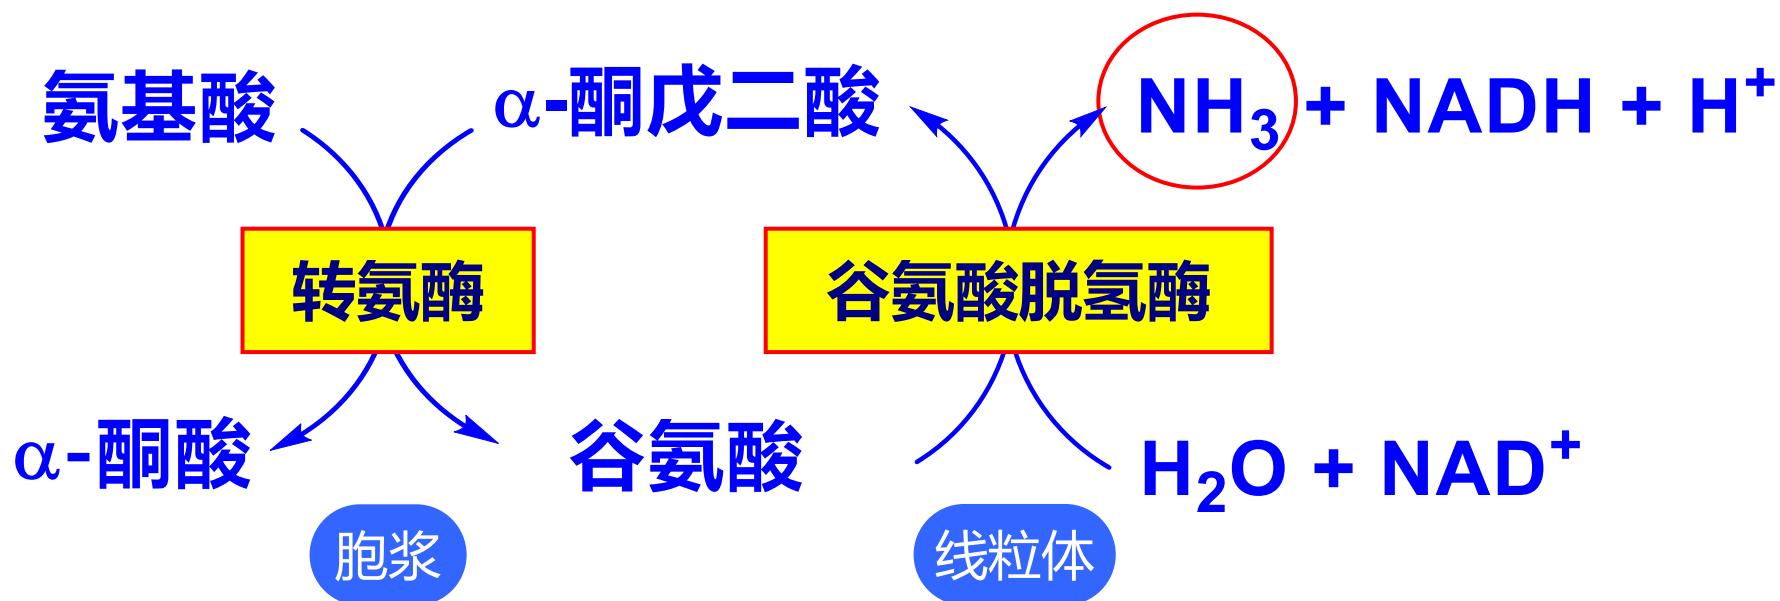 氨基酸 α-酮戊二酸 NH₃ + NADH + H⁺
转氨酶 谷氨酸脱氢酶
α-酮酸 谷氨酸 H₂O + NAD⁺
胞浆 线粒体